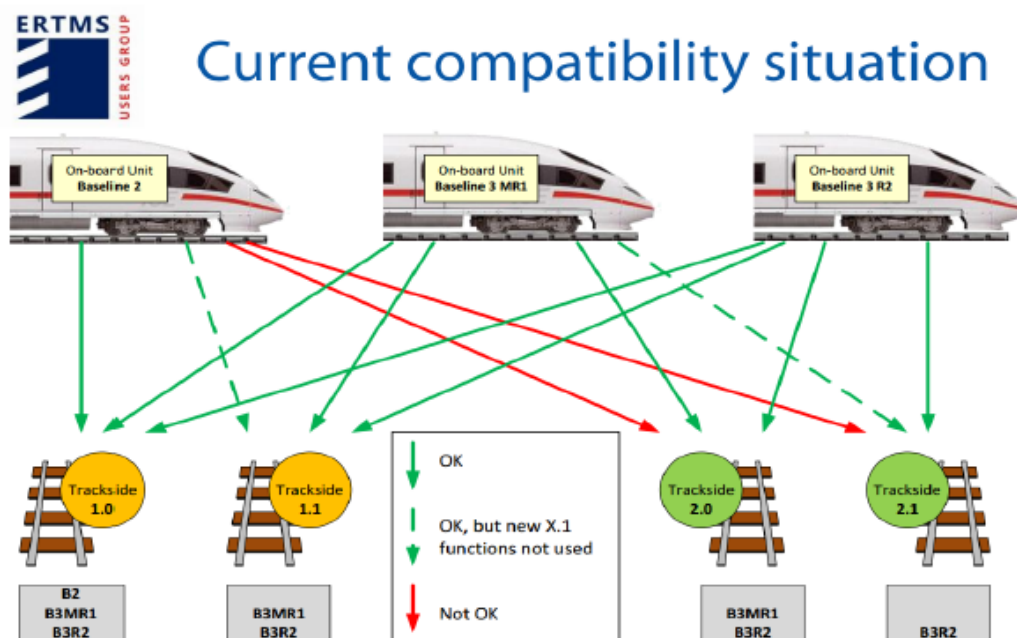 ERTMS
USERS GROUP
Current compatibility situation
On-board Unit
Baseline 2
On-board Unit
Baseline 3 MR1
On-board Unit
Baseline 3 R2
Trackside
1.0
Trackside
1.1
Trackside
2.0
Trackside
2.1
OK
OK, but new X.1
functions not used
Not OK
B2
B3MR1
B3R2
B3MR1
B3R2
B3MR1
B3R2
B3R2